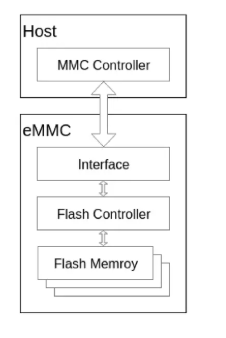 Host
MMC Controller
eMMC
Interface
Flash Controller
Flash Memroy